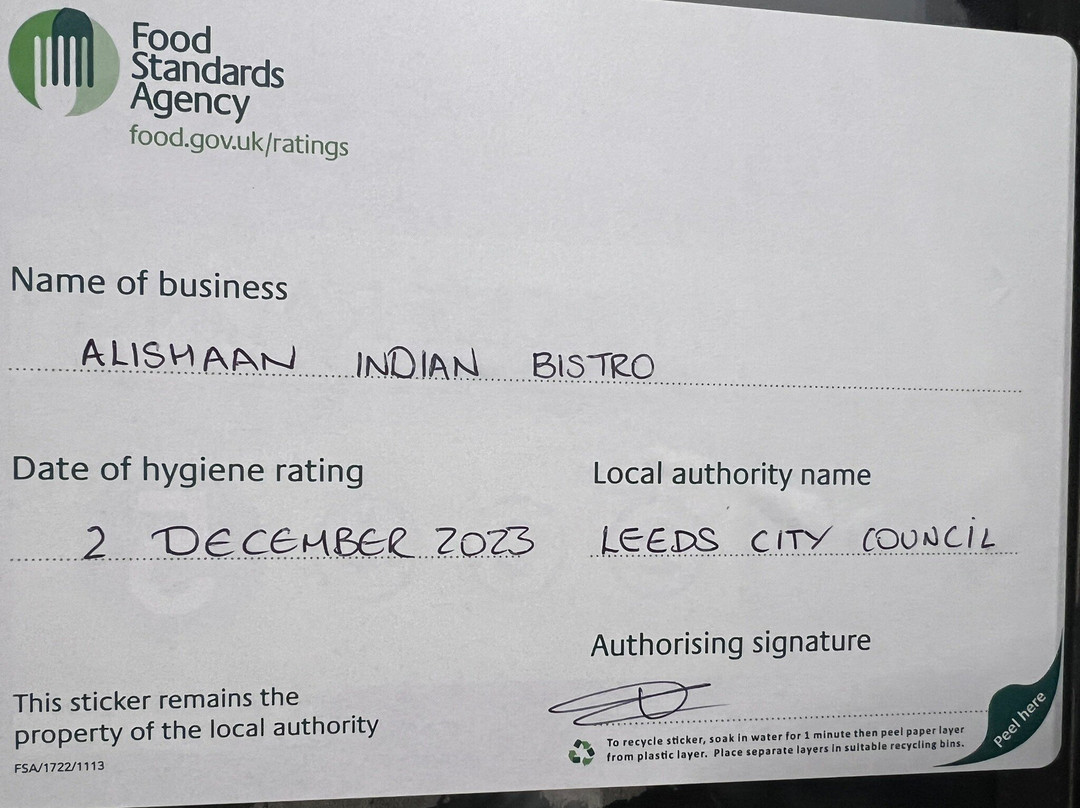 Food
Standards
Agency
food.gov.uk/ratings
Name of business
ALISHAAN INDIAN BISTRO
Date of hygiene rating
Local authority name
2 DECEMBER 2023
LEEDS CITY COUNCIL
Authorising signature
This sticker remains the
property of the local authority
To recycle sticker, soak in water for 1 minute then peel paper layer
from plastic layer. Place separate layers in suitable recycling bins.
Peel here
FSA/1722/1113